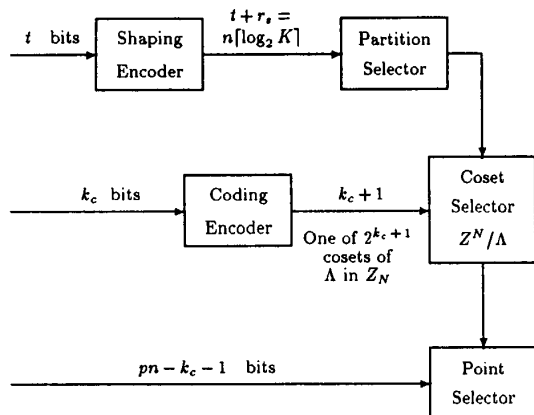 t bits
Shaping
Encoder
t + r_s =
n⌈log₂ K⌉
Partition
Selector
k_c bits
Coding
Encoder
k_c + 1
One of 2^{k_c+1}
cosets of
Λ in Z_N
Coset
Selector
Z^N/Λ
pn − k_c − 1 bits
Point
Selector